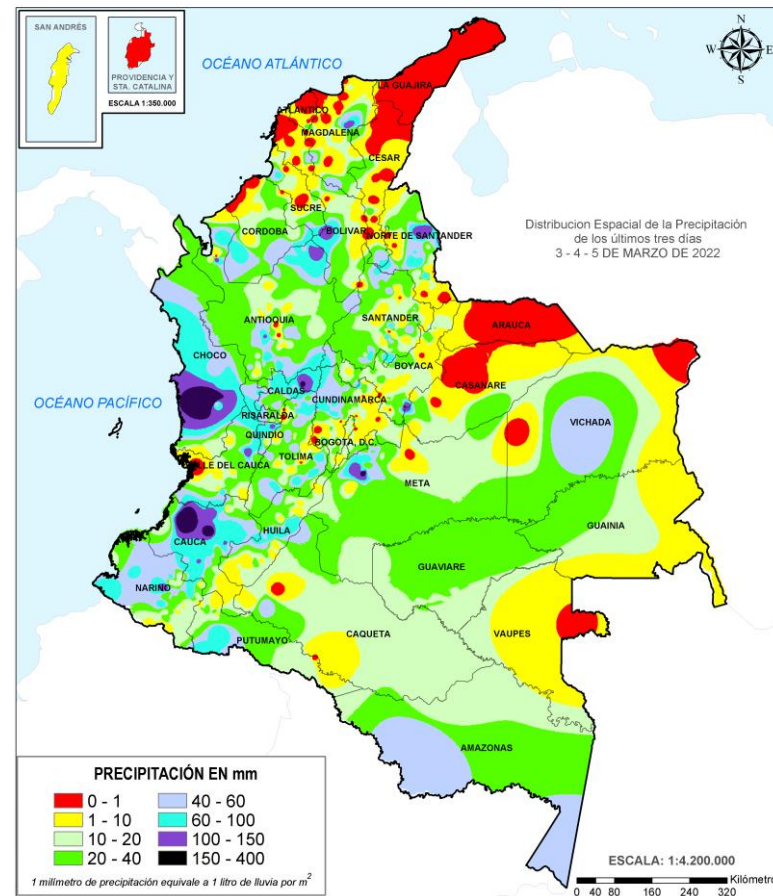 SAN ANDRÉS
PROVIDENCIA Y
STA. CATALINA
ESCALA 1:350.000
OCÉANO ATLÁNTICO
N
W
E
S
LA GUAJIRA
ATLANTICO
MAGDALENA
CESAR
SUCRE
CORDOBA
BOLIVAR
NORTE DE SANTANDER
Distribucion Espacial de la Precipitación
de los últimos tres días
3 - 4 - 5 DE MARZO DE 2022
ANTIOQUIA
SANTANDER
ARAUCA
CHOCO
BOYACA
CASANARE
OCÉANO PACÍFICO
CALDAS
CUNDINAMARCA
RISARALDA
VICHADA
QUINDIO
BOGOTA, D.C.
TOLIMA
VALLE DEL CAUCA
META
GUAINIA
CAUCA
HUILA
GUAVIARE
NARIÑO
CAQUETA
VAUPES
PUTUMAYO
AMAZONAS
PRECIPITACIÓN EN mm
0 - 1
40 - 60
1 - 10
60 - 100
10 - 20
100 - 150
20 - 40
150 - 400
1 milímetro de precipitación equivale a 1 litro de lluvia por m2
ESCALA: 1:4.200.000
Kilómetro
0 40 80 160 240 320